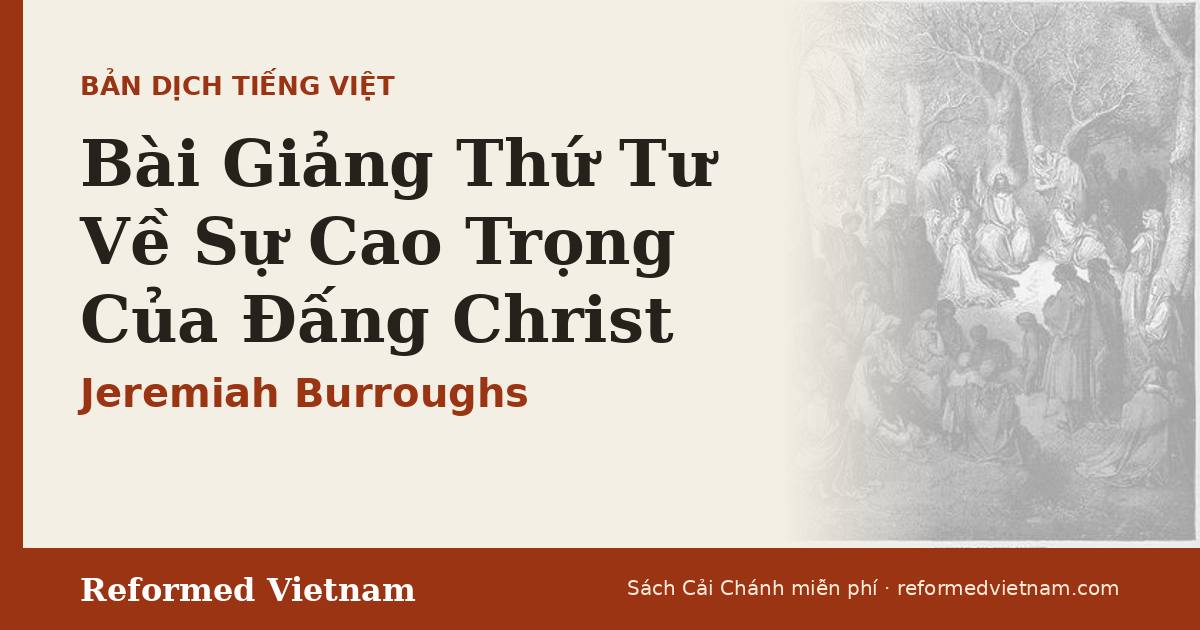 BẢN DỊCH TIẾNG VIỆT
Bài Giảng Thứ Tư
Về Sự Cao Trọng
Của Đấng Christ
Jeremiah Burroughs
Reformed Vietnam
Sách Cải Chánh miễn phí · reformedvietnam.com